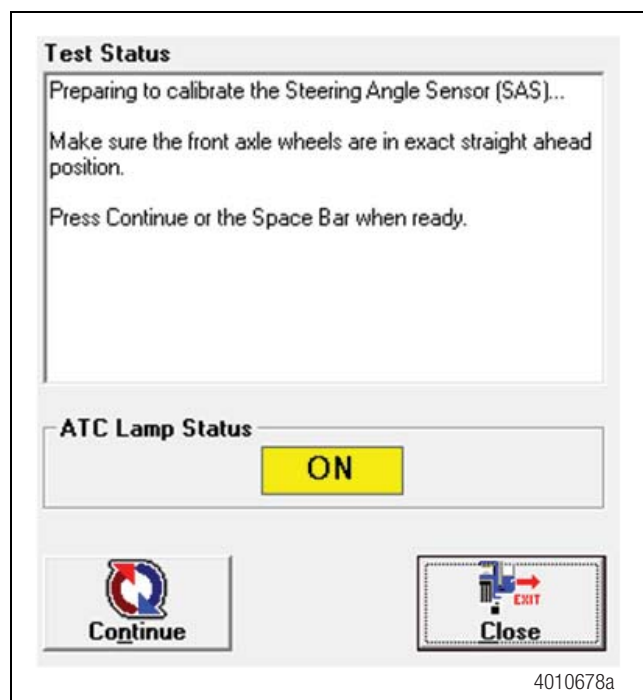 Test Status
Preparing to calibrate the Steering Angle Sensor (SAS)...
Make sure the front axle wheels are in exact straight ahead
position.
Press Continue or the Space Bar when ready.
ATC Lamp Status
ON
EXIT
Continue
Close
4010678a